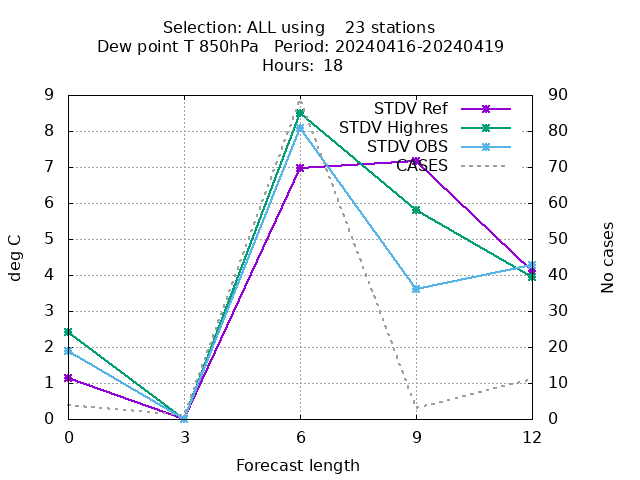 Selection: ALL using    23 stations
Dew point T 850hPa   Period: 20240416-20240419
Hours: 18
STDV Ref
STDV Highres
STDV OBS
CASES
9
8
7
6
5
4
3
2
1
0
90
80
70
60
50
40
30
20
10
0
deg C
No cases
0 3 6 9 12
Forecast length